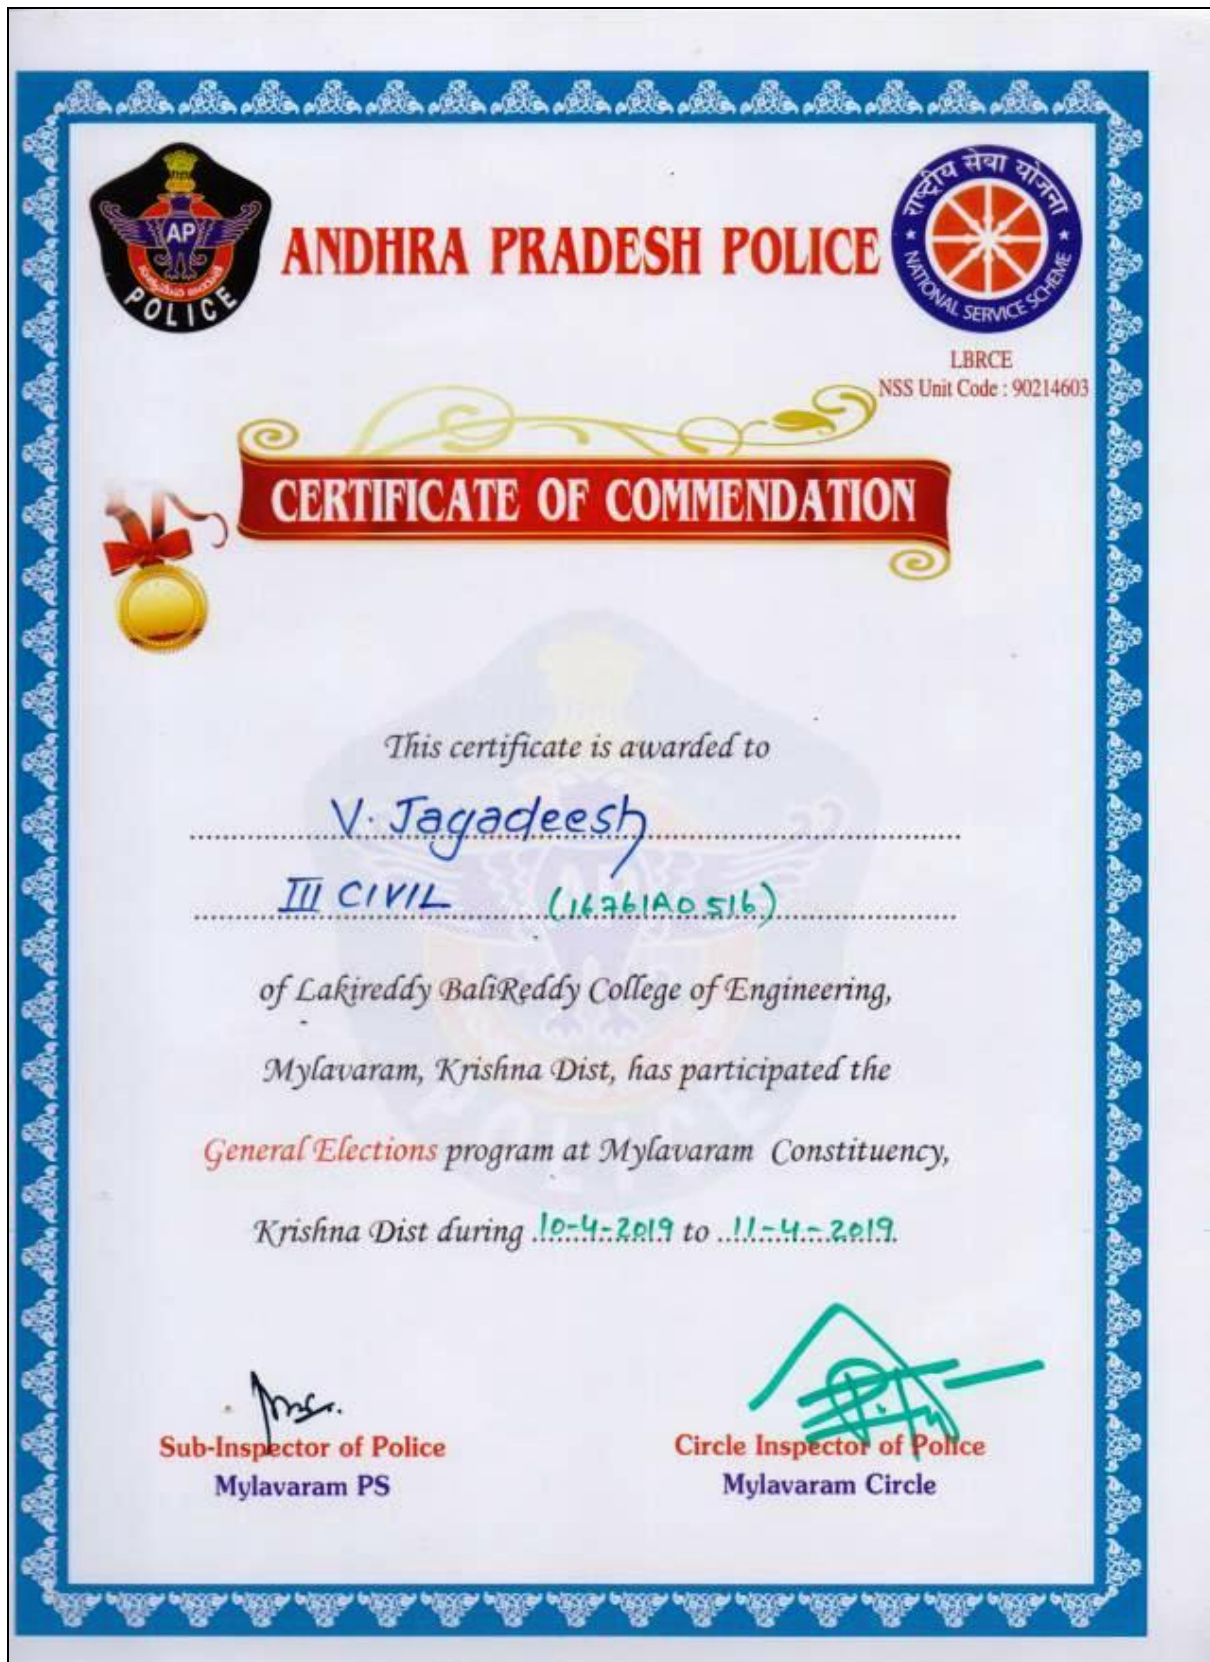 AP
POLICE
ANDHRA PRADESH POLICE
राष्ट्रीय सेवा योजना
NATIONAL SERVICE SCHEME
LBRCE
NSS Unit Code : 90214603
CERTIFICATE OF COMMENDATION
This certificate is awarded to
V. Jagadeesh
III CIVIL (16761A0516)
of Lakireddy BaliReddy College of Engineering,
Mylavaram, Krishna Dist, has participated the
General Elections program at Mylavaram Constituency,
Krishna Dist during 10-4-2019 to 11-4-2019
Sub-Inspector of Police
Mylavaram PS
Circle Inspector of Police
Mylavaram Circle